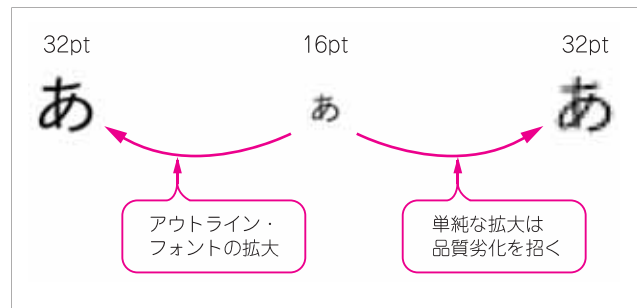 32pt
16pt
32pt
あ
あ
あ
アウトライン・
フォントの拡大
単純な拡大は
品質劣化を招く